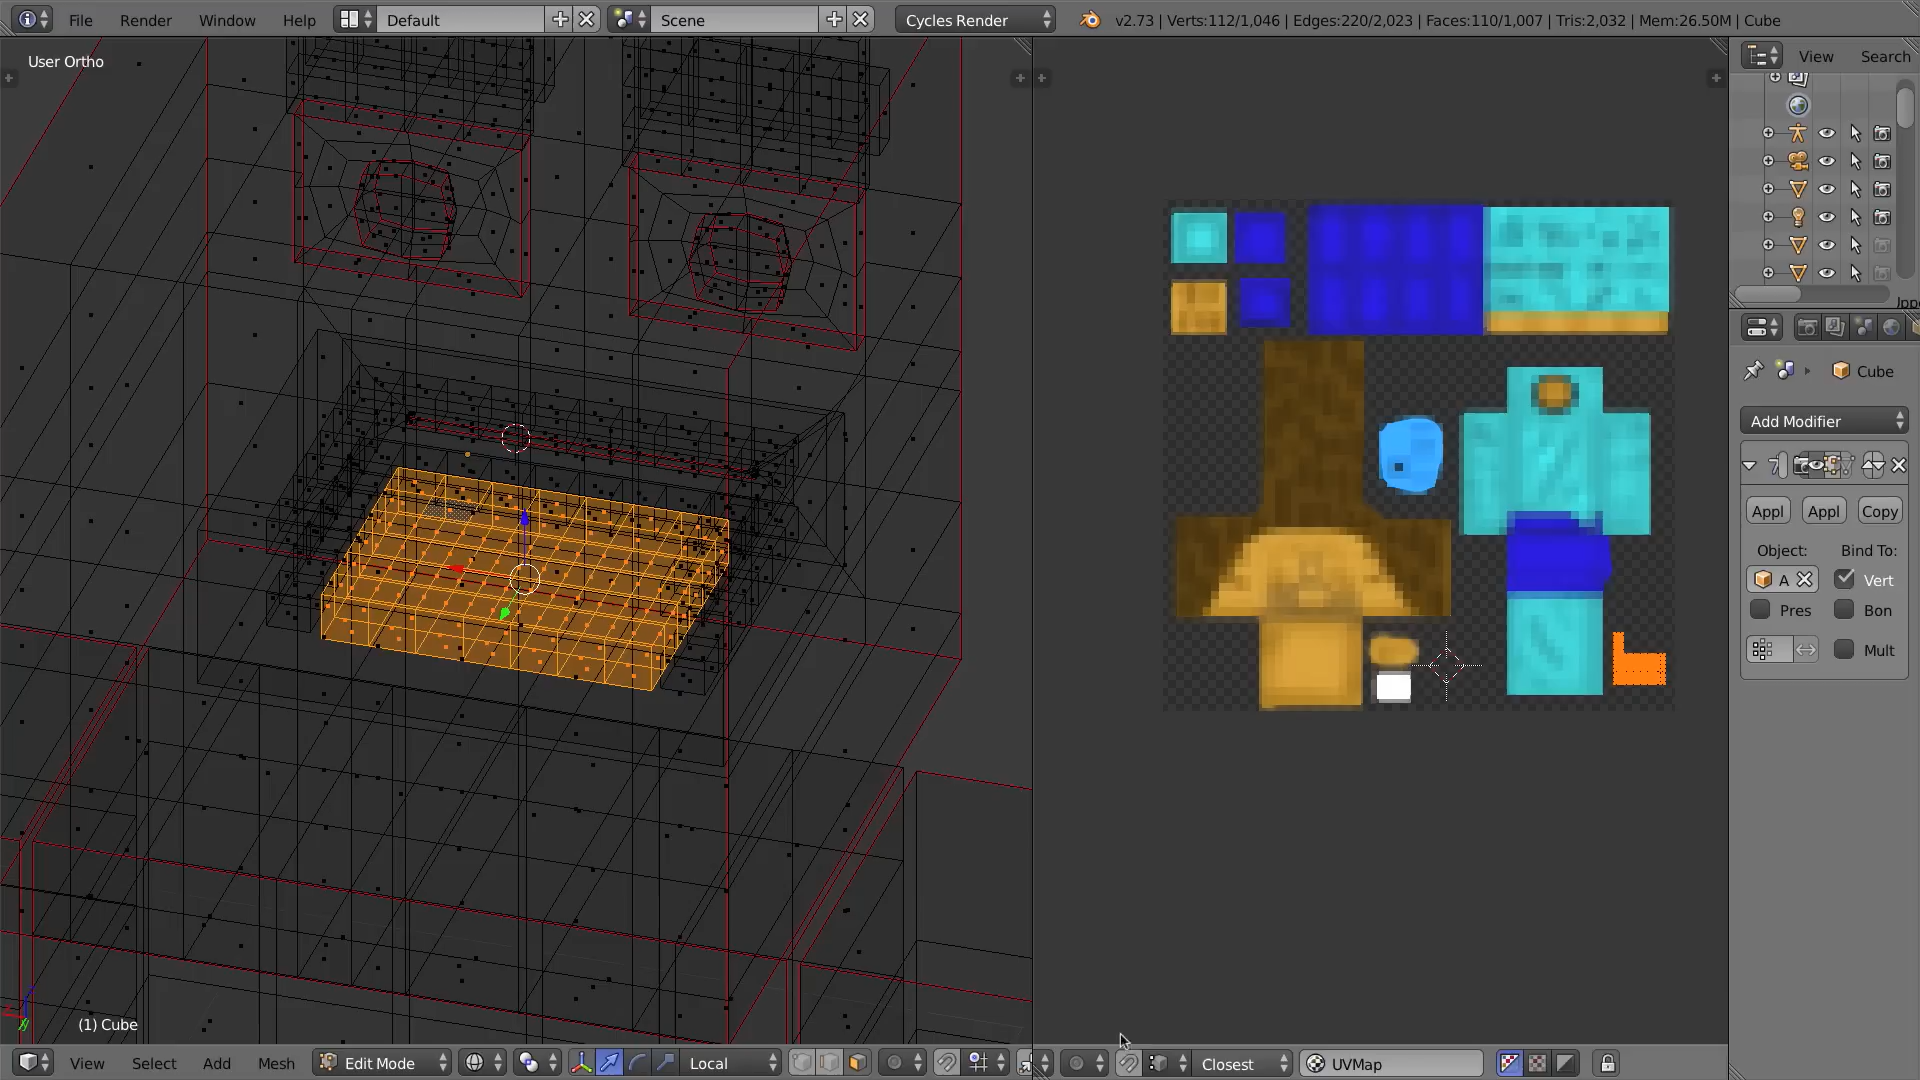 File Render Window Help Default Scene Cycles Render v2.73 | Verts:112/1,046 | Edges:220/2,023 | Faces:110/1,007 | Tris:2,032 | Mem:26.50M | Cube
User Ortho
View Search
Cube
Add Modifier
Appl Appl Copy
Object: Bind To:
A Vert
Pres Bon
Mult
(1) Cube
View Select Add Mesh Edit Mode Local Closest UVMap